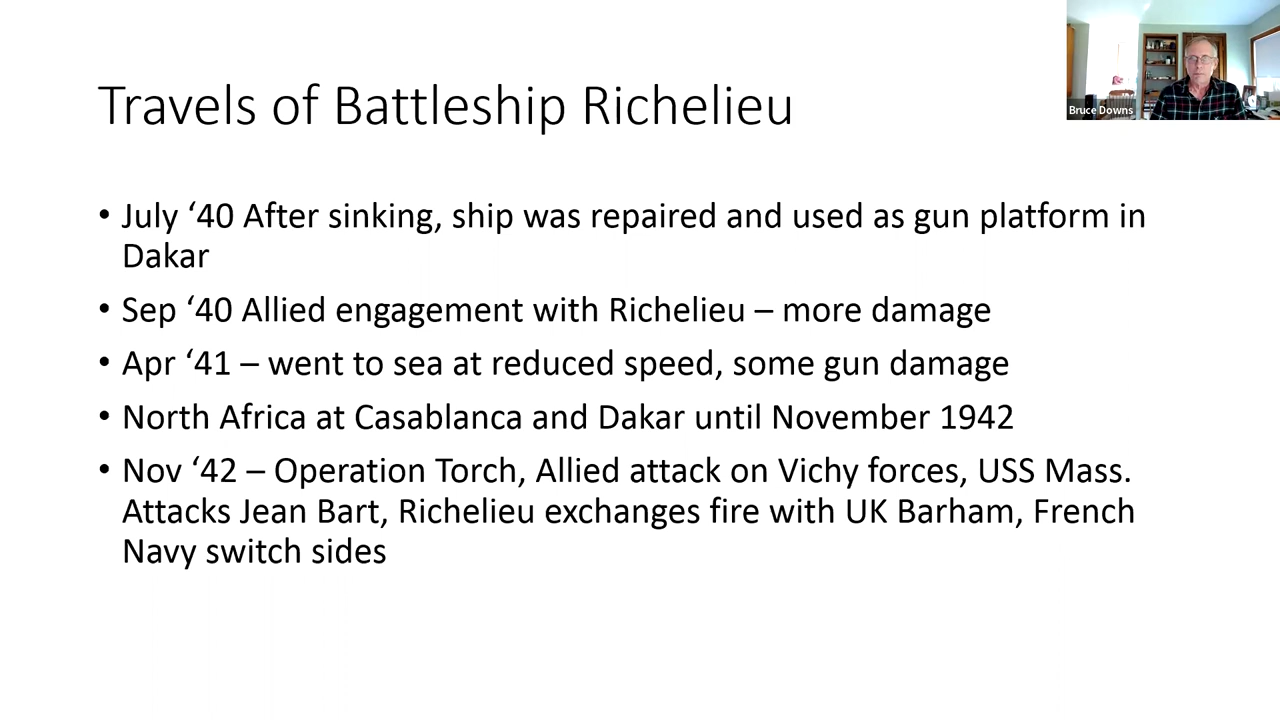 Travels of Battleship Richelieu
Bruce Downs
• July ‘40 After sinking, ship was repaired and used as gun platform in
Dakar
• Sep ‘40 Allied engagement with Richelieu – more damage
• Apr ‘41 – went to sea at reduced speed, some gun damage
• North Africa at Casablanca and Dakar until November 1942
• Nov ‘42 – Operation Torch, Allied attack on Vichy forces, USS Mass.
Attacks Jean Bart, Richelieu exchanges fire with UK Barham, French
Navy switch sides